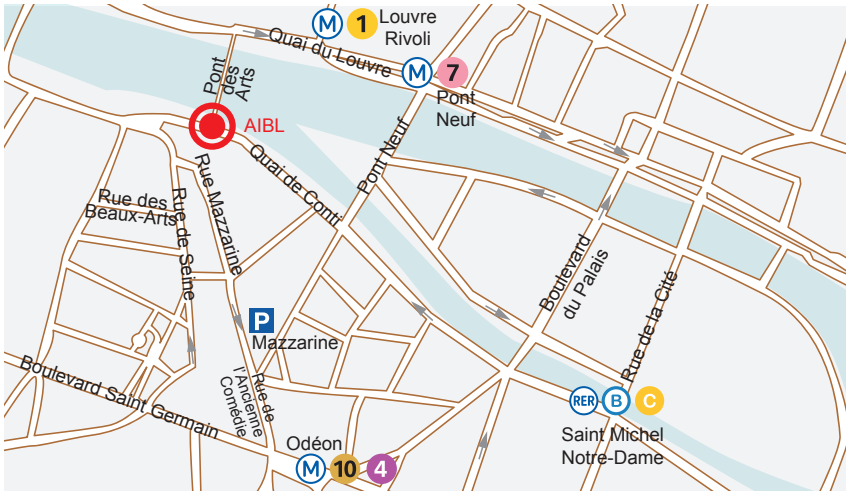 M 1 Louvre
Rivoli
Quai du Louvre
M 7
Pont
Neuf
Pont
des
Arts
AIBL
Quai de Conti
Pont Neuf
Rue Mazzarine
Rue des
Beaux-Arts
Rue de Seine
P
Mazzarine
Boulevard
du Palais
Rue de la Cité
Boulevard Saint Germain
Rue de
l'Ancienne
Comédie
RER B C
Saint Michel
Notre-Dame
Odéon
M 10 4